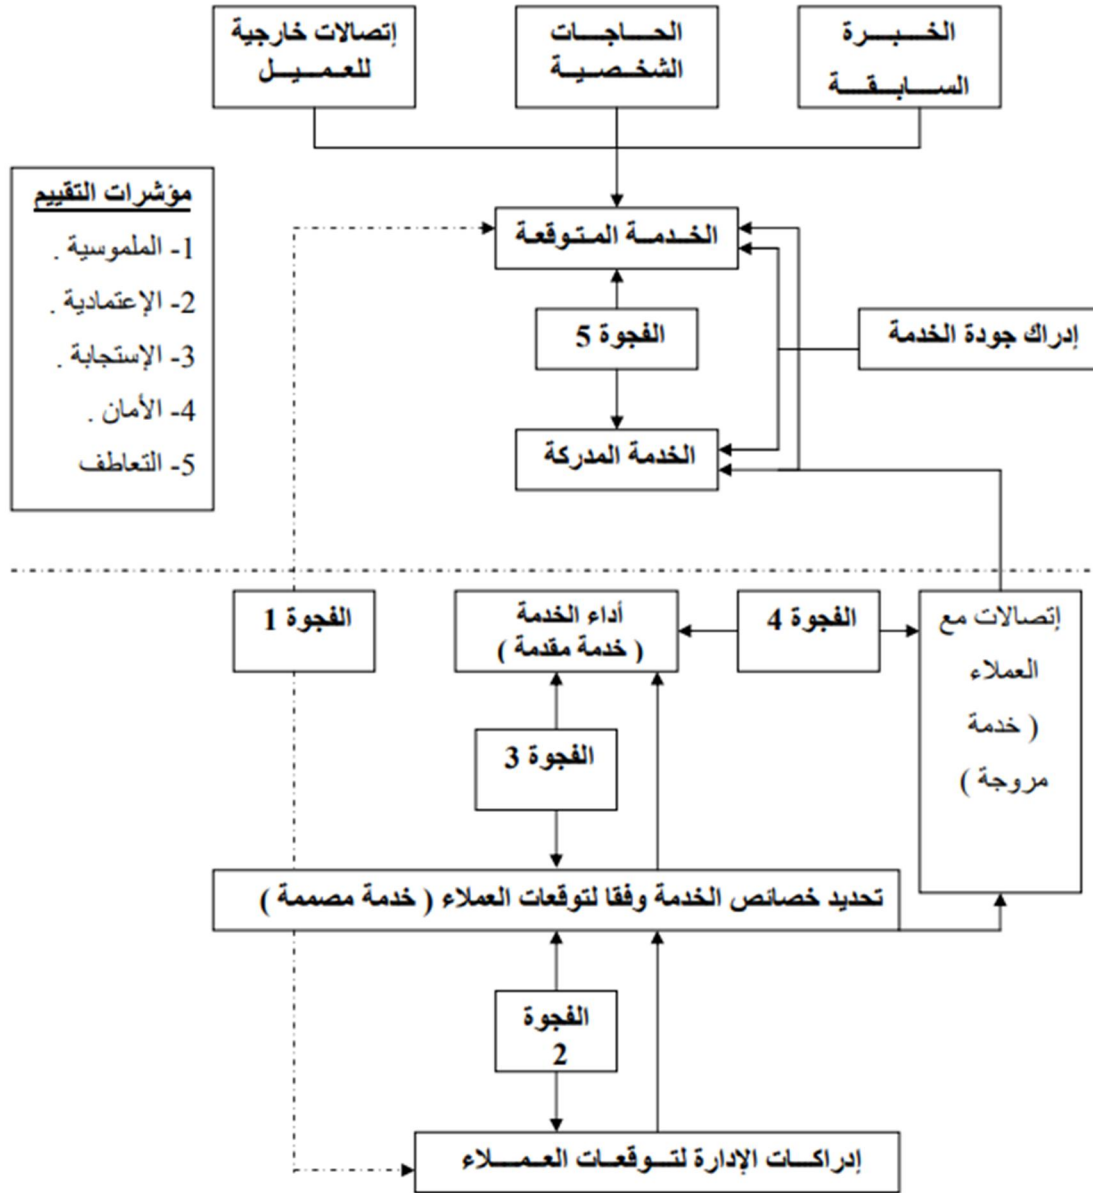 الخبرة
السابقة
الحاجات
الشخصية
إتصالات خارجية
للعميل
مؤشرات التقييم
1- الملموسية .
2- الإعتمادية .
3- الإستجابة .
4- الأمان .
5- التعاطف
الخدمة المتوقعة
الفجوة 5
إدراك جودة الخدمة
الخدمة المدركة
إتصالات مع
العملاء
( خدمة
مروجة )
الفجوة 4
أداء الخدمة
( خدمة مقدمة )
الفجوة 1
الفجوة 3
تحديد خصائص الخدمة وفقا لتوقعات العملاء ( خدمة مصممة )
الفجوة
2
إدراكات الإدارة لتوقعات العملاء